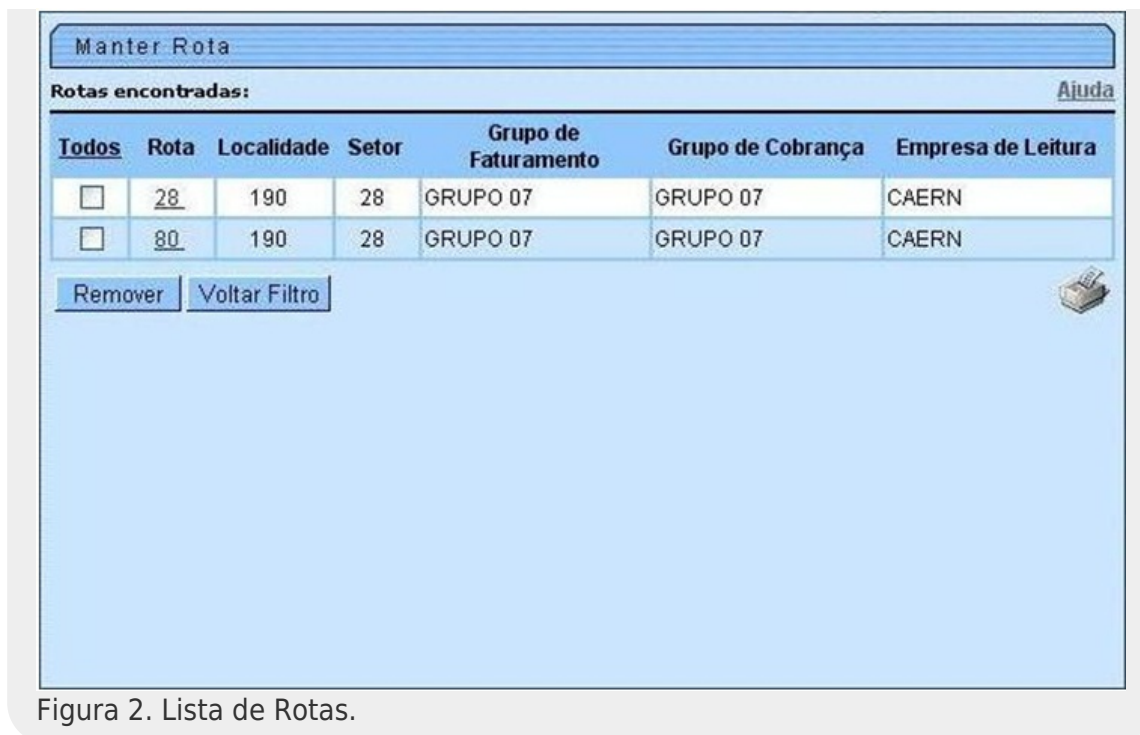 Manter Rota
Rotas encontradas: Ajuda
Todos Rota Localidade Setor Grupo de Faturamento Grupo de Cobrança Empresa de Leitura
28 190 28 GRUPO 07 GRUPO 07 CAERN
80 190 28 GRUPO 07 GRUPO 07 CAERN
Remover Voltar Filtro
Figura 2. Lista de Rotas.